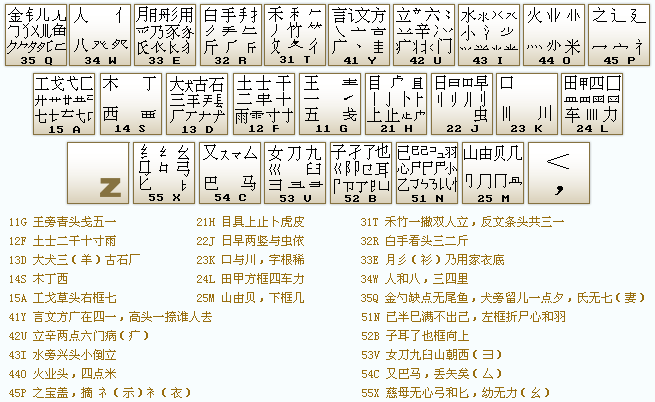 金 钅 儿 鱼
35 Q
人 亻
八
34 W
月 用
乃 家
33 E
白 手 扌
斤
32 R
禾 竹
31 T
言 讠 文 方
广
41 Y
立 六
辛 门
42 U
水 氵
小
43 I
火 业
灬 米
44 O
之 辶 廴
45 P
工 戈 弋 匚
廿
七
15 A
木 丁
西
14 S
大 犬 古 石
三
厂
13 D
土 士 干
二 十
雨 寸
12 F
王
一
五
11 G
目
上 止 卜
21 H
日 曰 早
虫
22 J
口
川
23 K
田 甲 四 囗
车 力
24 L
Z
纟 幺
弓
匕
55 X
又 ス マ ム
巴 马
54 C
女 刀 九
臼
53 V
子 孑 了 也
耳 阝 卩 凵
52 B
已 巳 己 羽
心 尸
乙
51 N
山 由 贝 几
冂
25 M
<
,
11G 王旁青头戋五一
12F 土士二干十寸雨
13D 大犬三（羊）古石厂
14S 木丁西
15A 工戈草头右框七
41Y 言文方广在四一，高头一捺谁人去
42U 立辛两点六门病（疒）
43I 水旁兴头小倒立
44O 火业头，四点米
45P 之宝盖，摘礻（示）衤（衣）
21H 目具上止卜虎皮
22J 日早两竖与虫依
23K 口与川，字根稀
24L 田甲方框四车力
25M 山由贝，下框几
31T 禾竹一撇双人立，反文条头共三一
32R 白手看头三二斤
33E 月彡（衫）乃用家衣底
34W 人和八，三四里
35Q 金勺缺点无尾鱼，犬旁留儿一点夕，氏无七（妻）
51N 已半巳满不出己，左框折尸心和羽
52B 子耳了也框向上
53V 女刀九臼山朝西（彐）
54C 又巴马，丢矢矣（厶）
55X 慈母无心弓和匕，幼无力（幺）